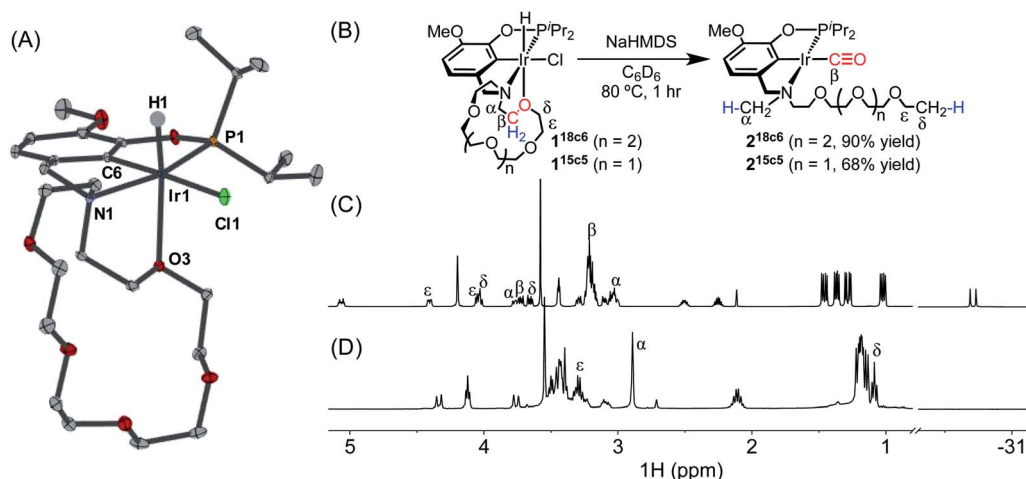 (A)
H1
P1
C6
Ir1
N1
Cl1
O3
(B)
H
MeO
O
PⁱPr₂
Ir
Cl
N
α
β
O
δ
ε
CH₂
O
O
O
O
n
1¹⁸ᶜ⁶ (n = 2)
1¹⁵ᶜ⁵ (n = 1)
NaHMDS
C₆D₆
80 ºC, 1 hr
MeO
O
PⁱPr₂
Ir
C≡O
β
N
H-CH₂
α
O
O
n
O
ε
CH₂-H
δ
2¹⁸ᶜ⁶ (n = 2, 90% yield)
2¹⁵ᶜ⁵ (n = 1, 68% yield)
(C)
ε
ε δ
α β δ
β
α
(D)
ε
α
δ
5 4 3 2 1 -31
1H (ppm)